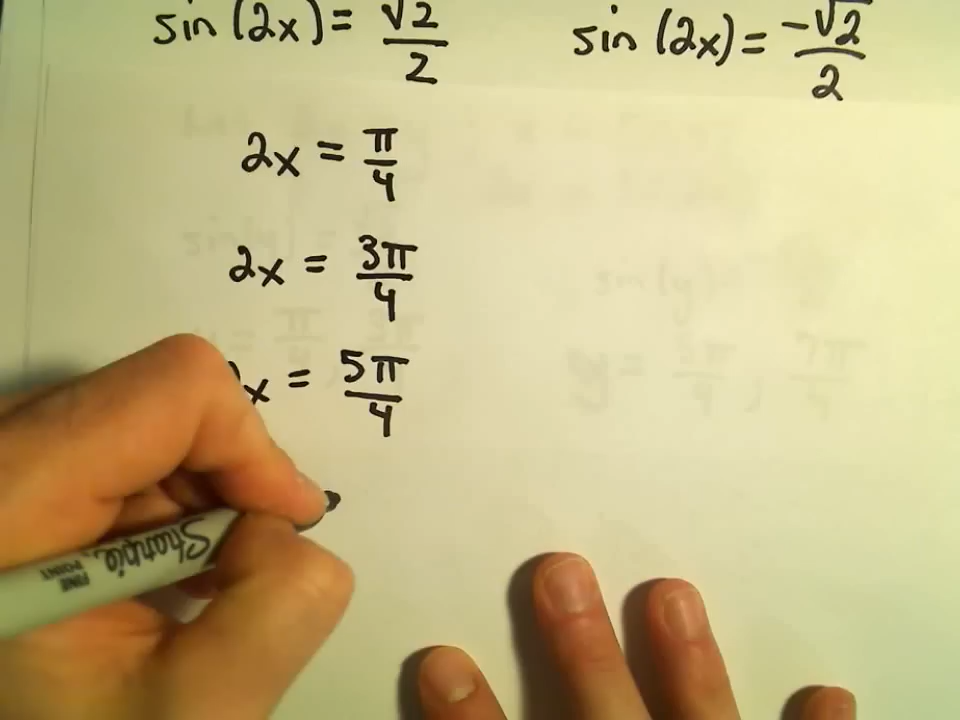 sin (2x) = √2/2
sin (2x) = -√2/2
2x = π/4
2x = 3π/4
x = 5π/4
Sharpie
FINE
POINT